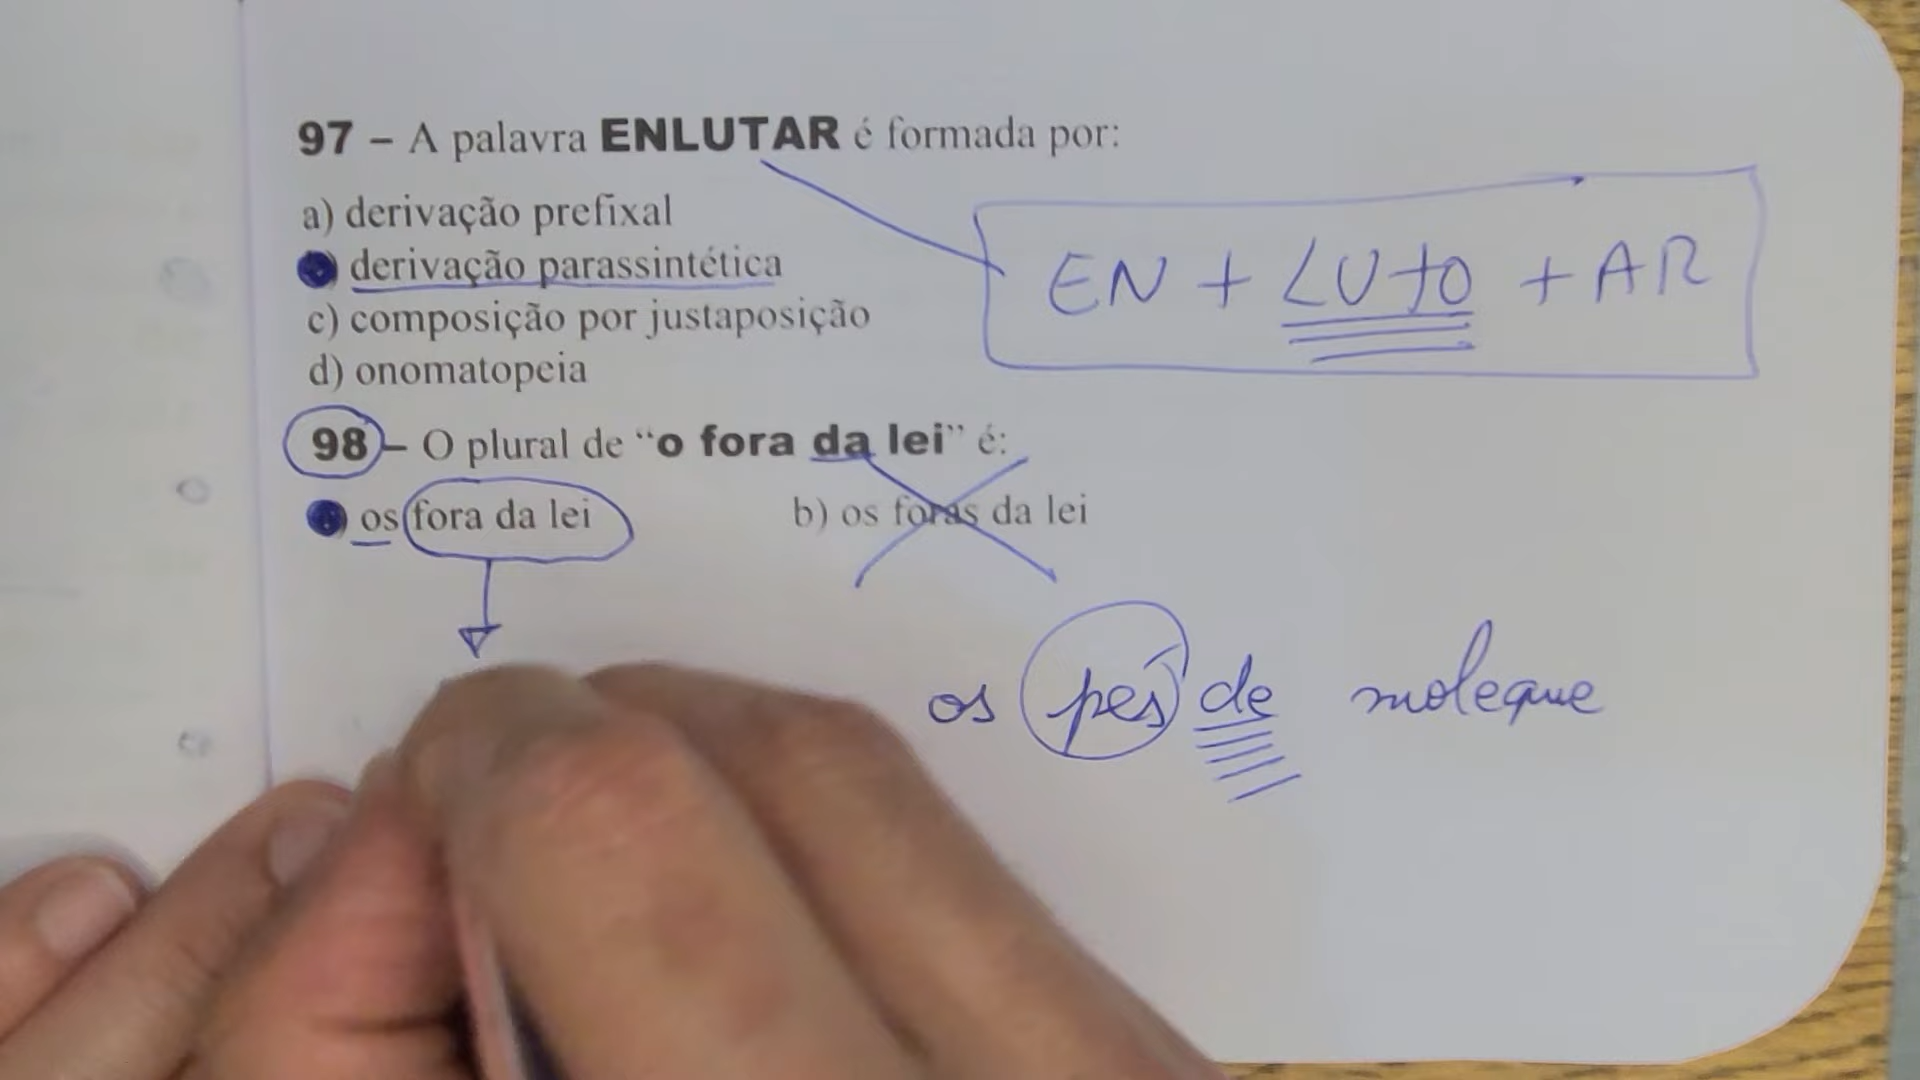 97 – A palavra ENLUTAR é formada por:
a) derivação prefixal
derivação parassintética
c) composição por justaposição
d) onomatopeia
EN + LUTO + AR
98 – O plural de “o fora da lei” é:
os fora da lei
b) os foras da lei
os pés de moleque